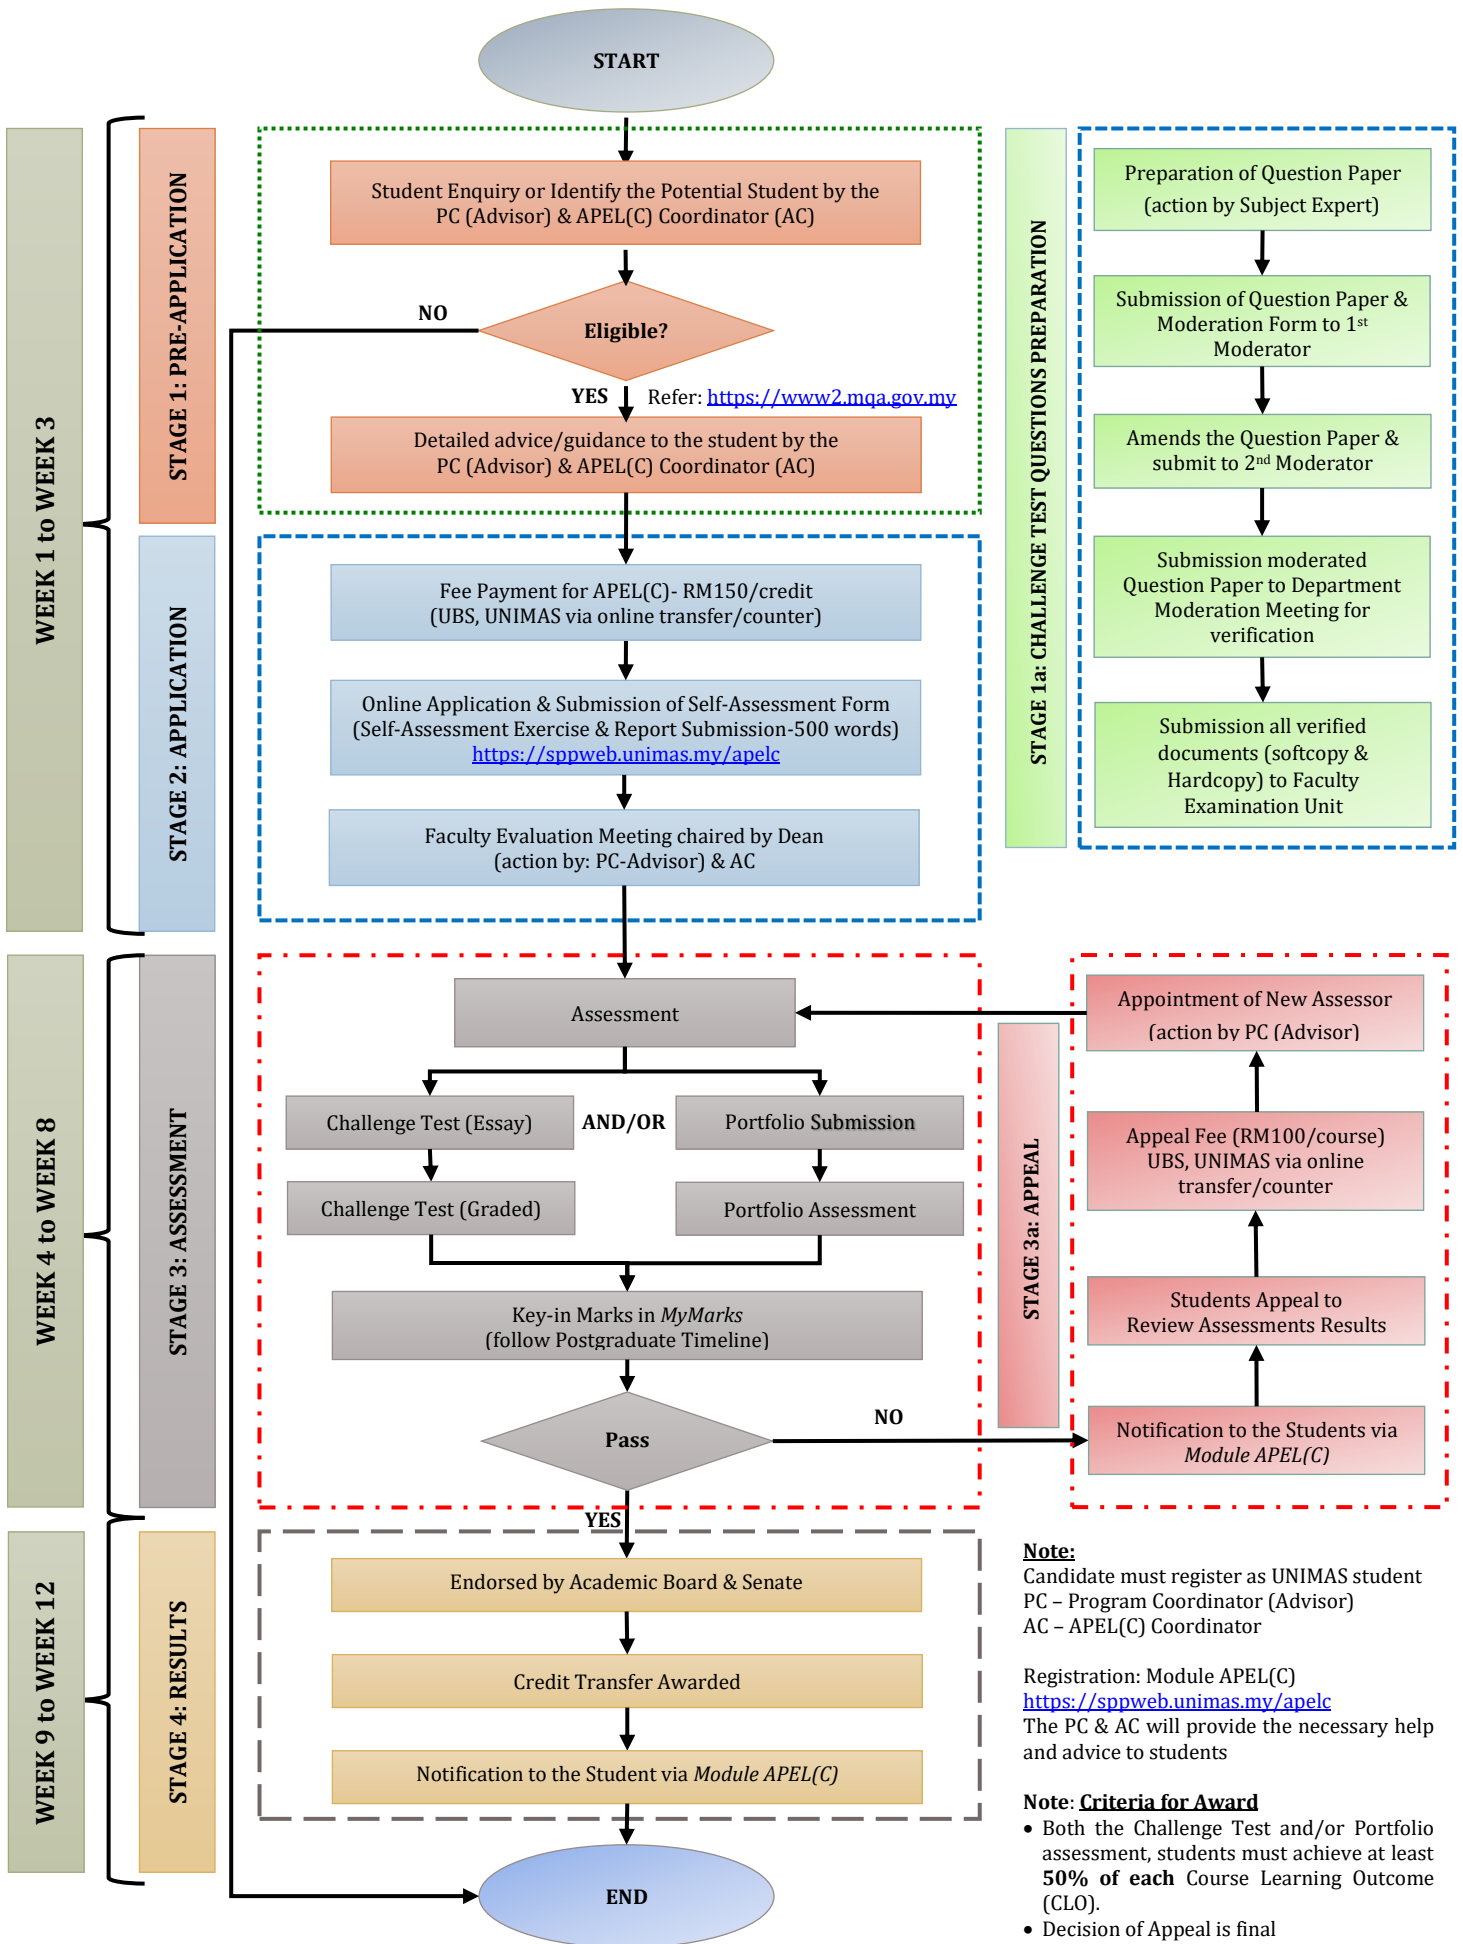 START
WEEK 1 to WEEK 3
STAGE 1: PRE-APPLICATION
Student Enquiry or Identify the Potential Student by the
PC (Advisor) & APEL(C) Coordinator (AC)
NO
Eligible?
YES
Refer: https://www2.mqa.gov.my
Detailed advice/guidance to the student by the
PC (Advisor) & APEL(C) Coordinator (AC)
STAGE 2: APPLICATION
Fee Payment for APEL(C)- RM150/credit
(UBS, UNIMAS via online transfer/counter)
Online Application & Submission of Self-Assessment Form
(Self-Assessment Exercise & Report Submission-500 words)
https://sppweb.unimas.my/apelc
Faculty Evaluation Meeting chaired by Dean
(action by: PC-Advisor) & AC
STAGE 1a: CHALLENGE TEST QUESTIONS PREPARATION
Preparation of Question Paper
(action by Subject Expert)
Submission of Question Paper &
Moderation Form to 1st
Moderator
Amends the Question Paper &
submit to 2nd Moderator
Submission moderated
Question Paper to Department
Moderation Meeting for
verification
Submission all verified
documents (softcopy &
Hardcopy) to Faculty
Examination Unit
WEEK 4 to WEEK 8
STAGE 3: ASSESSMENT
Assessment
Challenge Test (Essay)
AND/OR
Portfolio Submission
Challenge Test (Graded)
Portfolio Assessment
Key-in Marks in MyMarks
(follow Postgraduate Timeline)
Pass
NO
YES
STAGE 3a: APPEAL
Appointment of New Assessor
(action by PC (Advisor)
Appeal Fee (RM100/course)
UBS, UNIMAS via online
transfer/counter
Students Appeal to
Review Assessments Results
Notification to the Students via
Module APEL(C)
WEEK 9 to WEEK 12
STAGE 4: RESULTS
Endorsed by Academic Board & Senate
Credit Transfer Awarded
Notification to the Student via Module APEL(C)
END
Note:
Candidate must register as UNIMAS student
PC – Program Coordinator (Advisor)
AC – APEL(C) Coordinator
Registration: Module APEL(C)
https://sppweb.unimas.my/apelc
The PC & AC will provide the necessary help
and advice to students
Note: Criteria for Award
• Both the Challenge Test and/or Portfolio
assessment, students must achieve at least
50% of each Course Learning Outcome
(CLO).
• Decision of Appeal is final